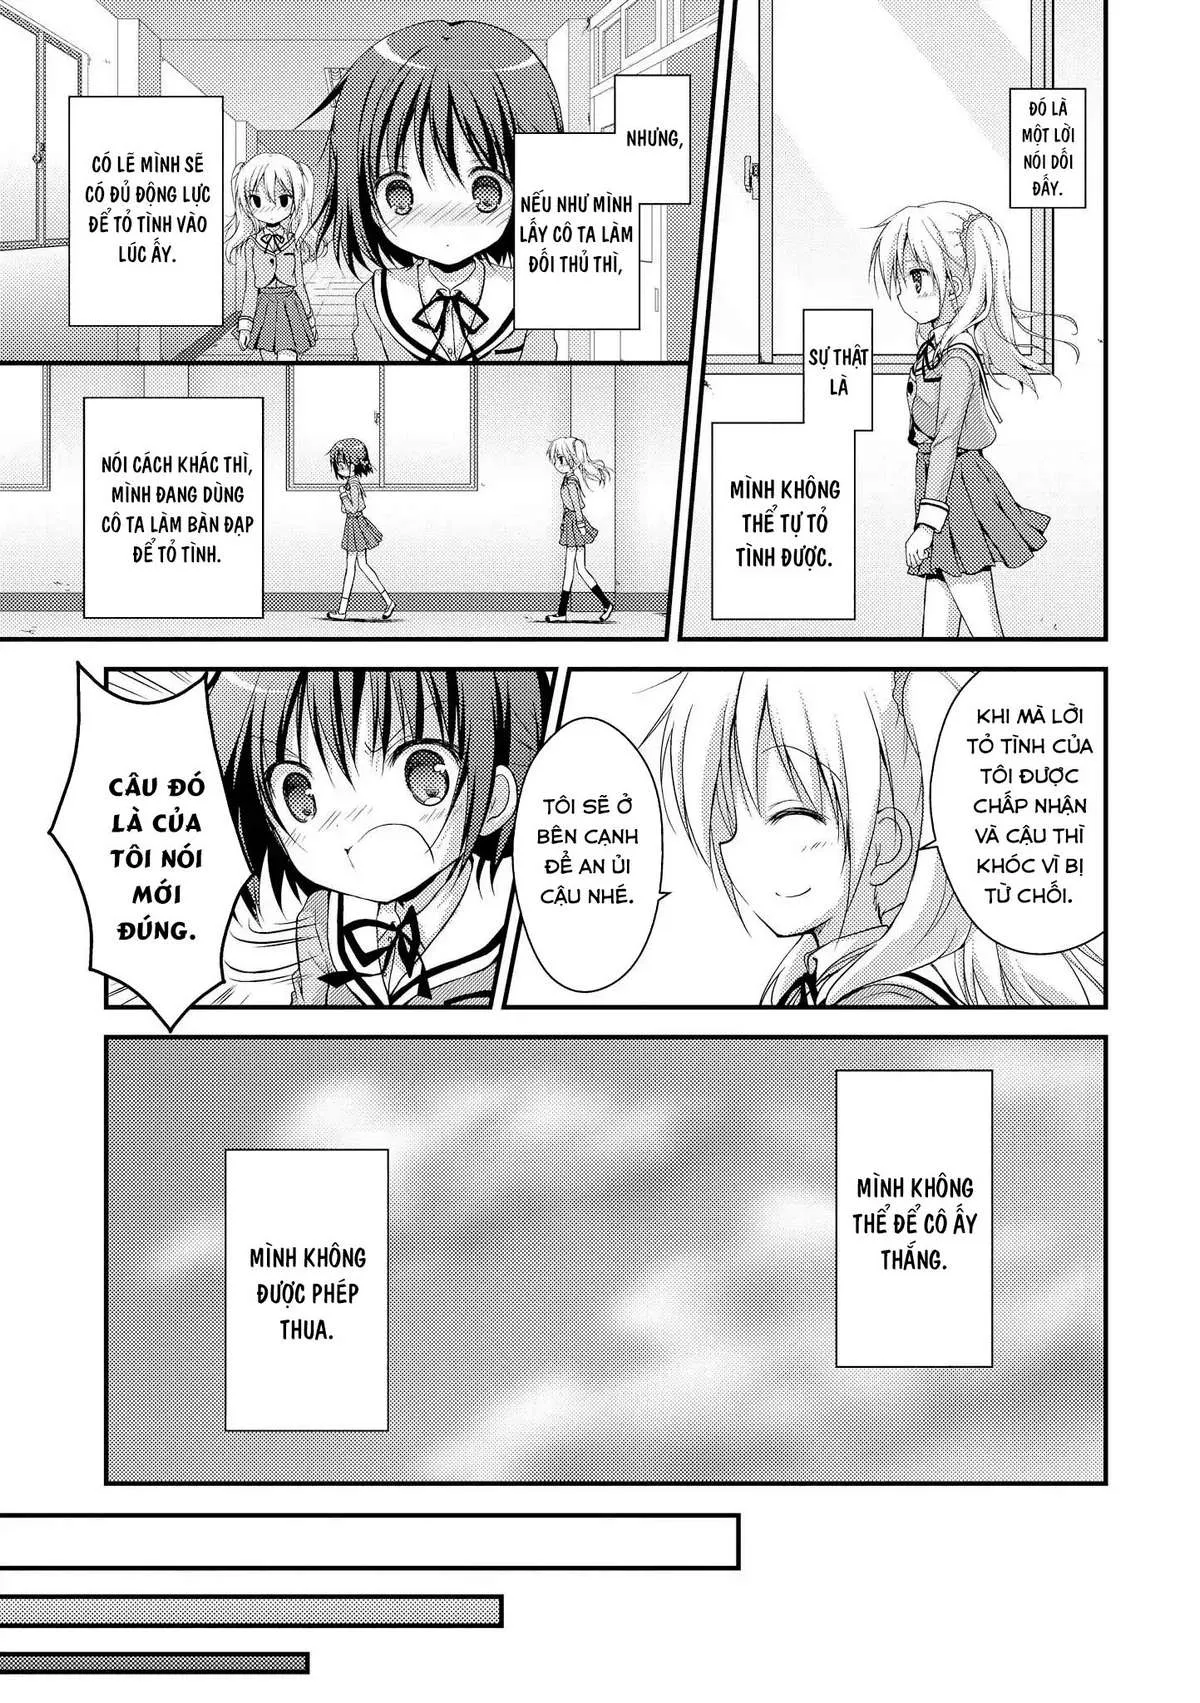 ĐÓ LÀ
MỘT LỜI
NÓI DỐI
ĐẤY.
SỰ THẬT
LÀ
MÌNH KHÔNG
THỂ TỰ TỎ
TÌNH ĐƯỢC.
NHƯNG,
NẾU NHƯ MÌNH
LẤY CÔ TA LÀM
ĐỐI THỦ THÌ,
CÓ LẼ MÌNH SẼ
CÓ ĐỦ ĐỘNG LỰC
ĐỂ TỎ TÌNH VÀO
LÚC ẤY.
NÓI CÁCH KHÁC THÌ,
MÌNH ĐANG DÙNG
CÔ TA LÀM BÀN ĐẠP
ĐỂ TỎ TÌNH.
KHI MÀ LỜI
TỎ TÌNH CỦA
TÔI ĐƯỢC
CHẤP NHẬN
VÀ CẬU THÌ
KHÓC VÌ BỊ
TỪ CHỐI.
TÔI SẼ Ở
BÊN CẠNH
ĐỂ AN ỦI
CẬU NHÉ.
CÂU ĐÓ
LÀ CỦA
TÔI NÓI
MỚI
ĐÚNG.
MÌNH KHÔNG
THỂ ĐỂ CÔ ẤY
THẮNG.
MÌNH KHÔNG
ĐƯỢC PHÉP
THUA.